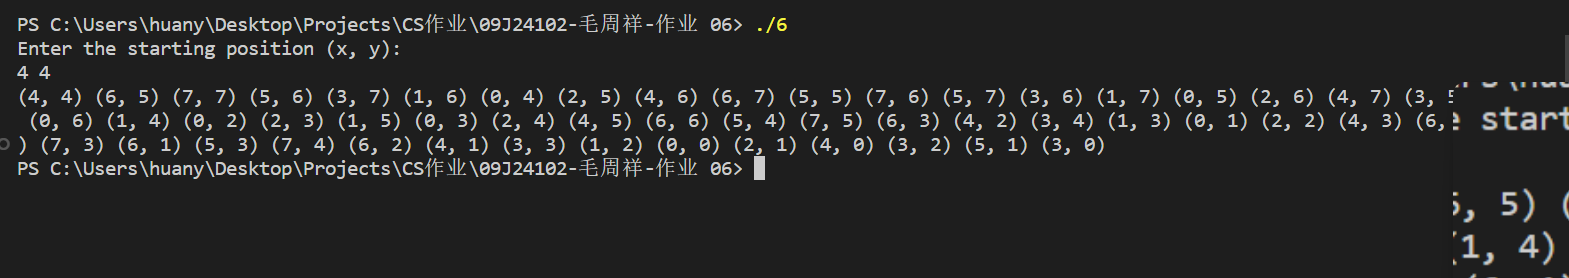 PS C:\Users\huany\Desktop\Projects\CS作业\09J24102-毛周祥-作业 06> ./6
Enter the starting position (x, y):
4 4
(4, 4) (6, 5) (7, 7) (5, 6) (3, 7) (1, 6) (0, 4) (2, 5) (4, 6) (6, 7) (5, 5) (7, 6) (5, 7) (3, 6) (1, 7) (0, 5) (2, 6) (4, 7) (3, 5
(0, 6) (1, 4) (0, 2) (2, 3) (1, 5) (0, 3) (2, 4) (4, 5) (6, 6) (5, 4) (7, 5) (6, 3) (4, 2) (3, 4) (1, 3) (0, 1) (2, 2) (4, 3) (6,
) (7, 3) (6, 1) (5, 3) (7, 4) (6, 2) (4, 1) (3, 3) (1, 2) (0, 0) (2, 1) (4, 0) (3, 2) (5, 1) (3, 0)
PS C:\Users\huany\Desktop\Projects\CS作业\09J24102-毛周祥-作业 06>
start
5, 5) (
(1, 4)